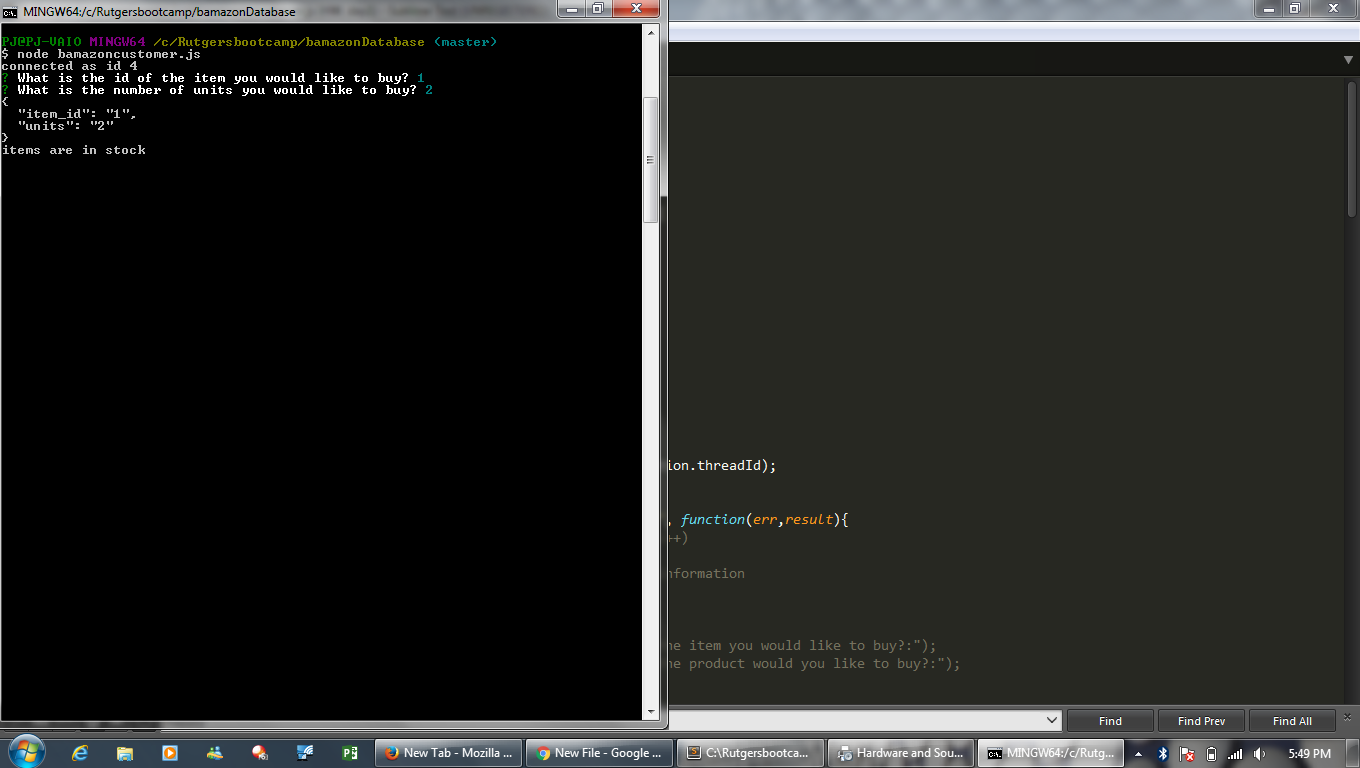 MINGW64:/c/Rutgersbootcamp/bamazonDatabase
PJ@PJ-VAIO MINGW64 /c/Rutgersbootcamp/bamazonDatabase (master)
$ node bamazoncustomer.js
connected as id 4
? What is the id of the item you would like to buy? 1
? What is the number of units you would like to buy? 2
{
"item_id": "1",
"units": "2"
}
items are in stock
ion.threadId);
, function(err,result){
++)
nformation
ne item you would like to buy?:");
ne product would you like to buy?:");
Find
Find Prev
Find All
New Tab - Mozilla ...
New File - Google ...
C:\Rutgersbootca...
Hardware and Sou...
MINGW64:/c/Rutg...
5:49 PM